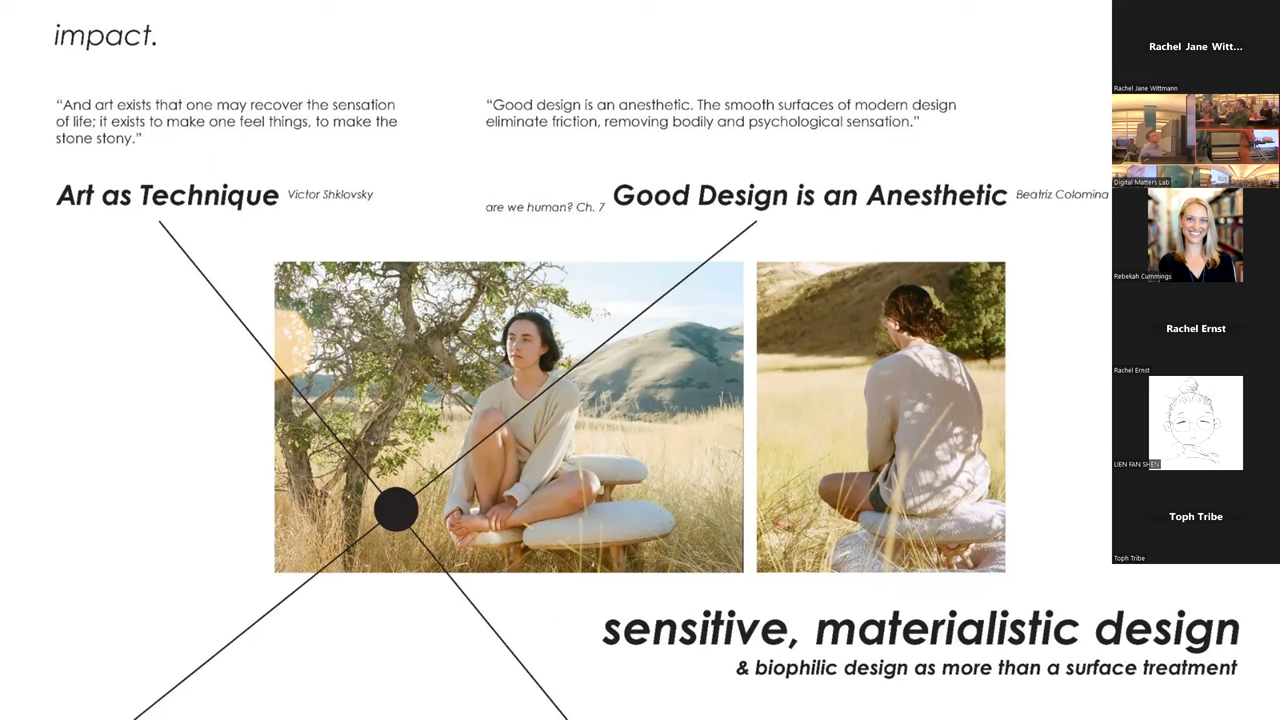 impact.
“And art exists that one may recover the sensation
of life; it exists to make one feel things, to make the
stone stony.”
“Good design is an anesthetic. The smooth surfaces of modern design
eliminate friction, removing bodily and psychological sensation.”
Art as Technique Victor Shklovsky
are we human? Ch. 7 Good Design is an Anesthetic Beatriz Colomina
sensitive, materialistic design
& biophilic design as more than a surface treatment
Rachel Jane Witt...
Rachel Jane Wittmann
Digital Matters Lab
Rebekah Cummings
Rachel Ernst
Rachel Ernst
LIEN FAN SHEN
Toph Tribe
Toph Tribe